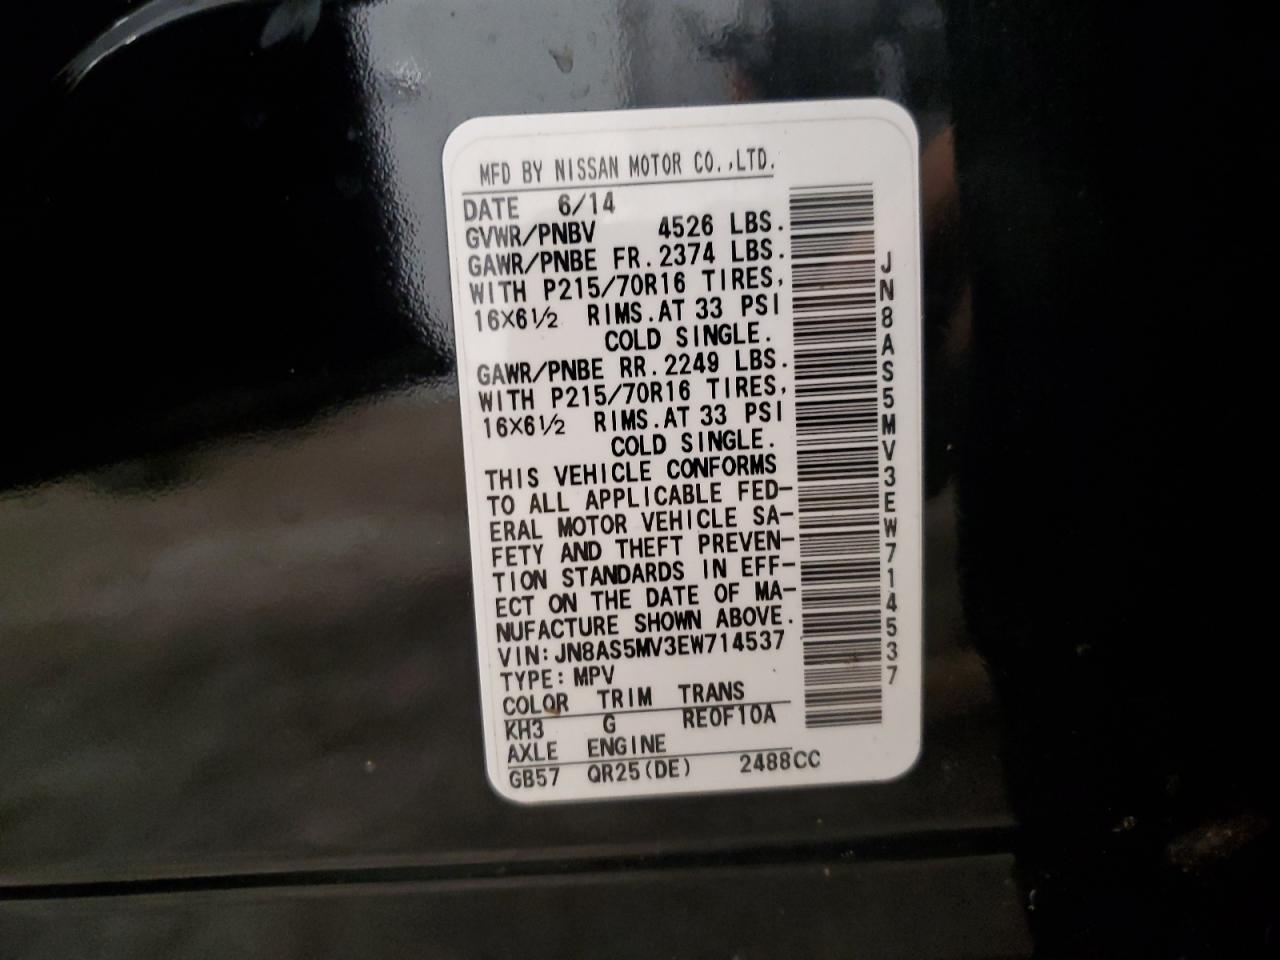 MFD BY NISSAN MOTOR CO.,LTD.
DATE 6/14
GVWR/PNBV 4526 LBS.
GAWR/PNBE FR.2374 LBS.
WITH P215/70R16 TIRES,
16X6½ RIMS.AT 33 PSI
COLD SINGLE.
GAWR/PNBE RR.2249 LBS.
WITH P215/70R16 TIRES,
16X6½ RIMS.AT 33 PSI
COLD SINGLE.
THIS VEHICLE CONFORMS
TO ALL APPLICABLE FED-
ERAL MOTOR VEHICLE SA-
FETY AND THEFT PREVEN-
TION STANDARDS IN EFF-
ECT ON THE DATE OF MA-
NUFACTURE SHOWN ABOVE.
VIN:JN8AS5MV3EW714537
TYPE:MPV
COLOR TRIM TRANS
KH3 G RE0F10A
AXLE ENGINE
GB57 QR25(DE) 2488CC
JN8AS5MV3EW714537